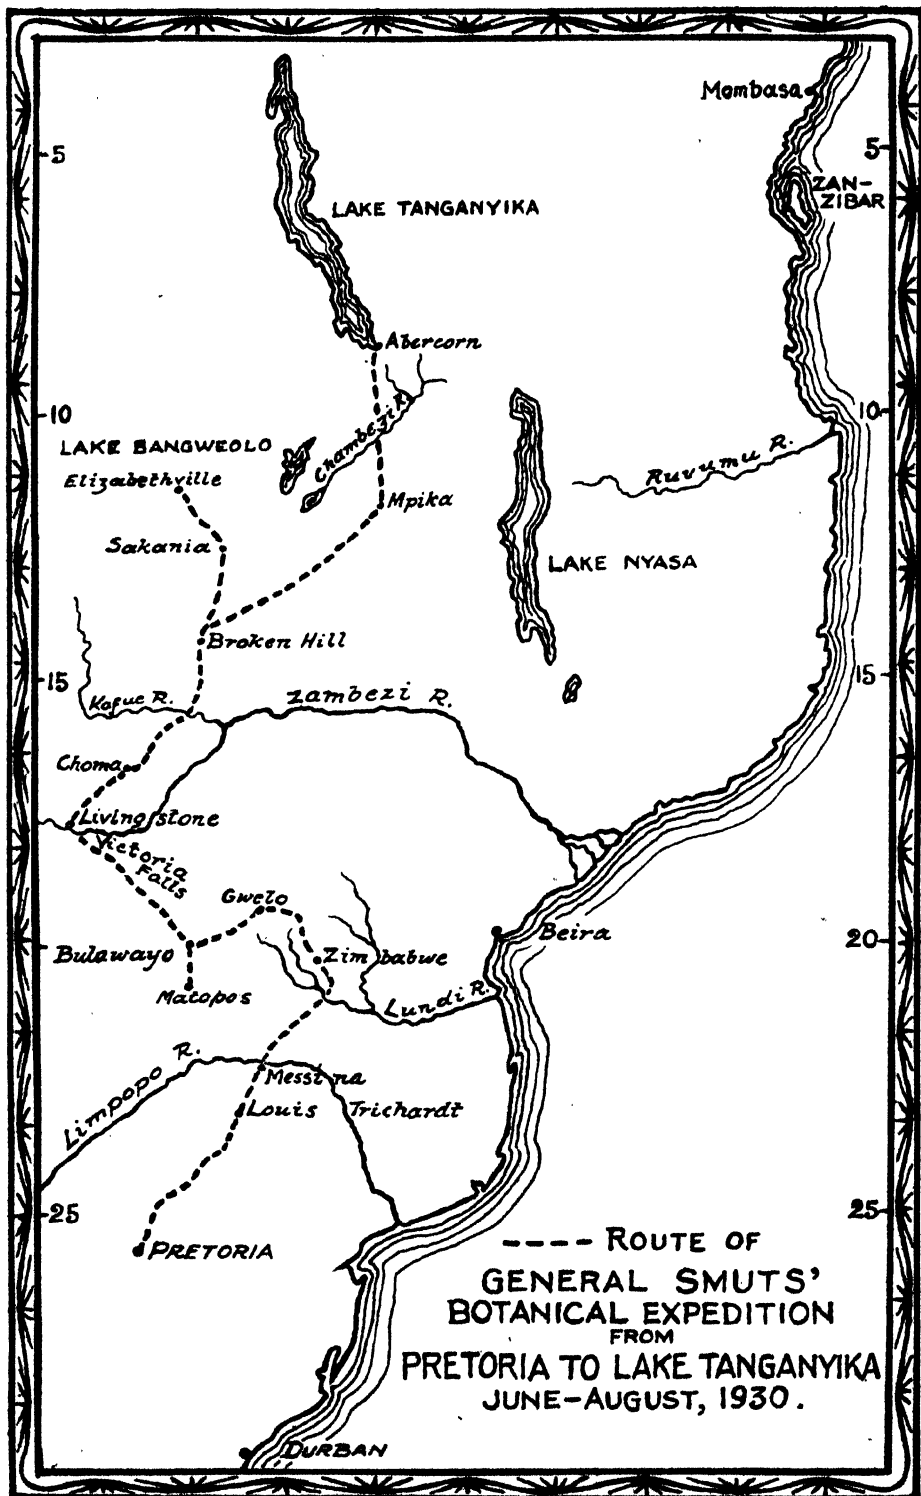 Mombasa
5
5
ZAN-
ZIBAR
LAKE TANGANYIKA
Abercorn
10
10
Chambezi R.
LAKE BANGWEOLO
Ruvumu R.
Elizabethville
Mpika
Sakania
LAKE NYASA
Broken Hill
15
15
Kafue R.
Zambezi R.
Choma
Livingstone
Victoria
Falls
Gwelo
Beira
20
Bulawayo
Zimbabwe
Matopos
Lundi R.
Limpopo R.
Messina
Louis Trichardt
25
25
PRETORIA
ROUTE OF
GENERAL SMUTS'
BOTANICAL EXPEDITION
FROM
PRETORIA TO LAKE TANGANYIKA
JUNE-AUGUST, 1930.
DURBAN